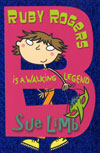 RUBY ROGERS
IS A WALKING LEGEND
Sue Limb